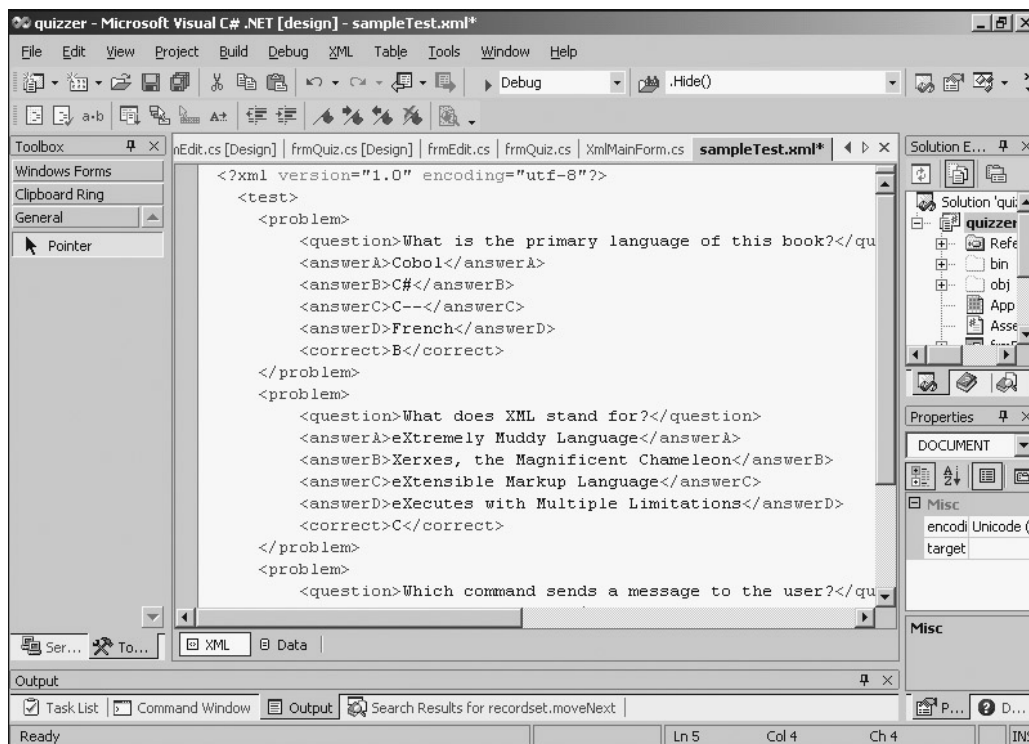 quizzer - Microsoft Visual C# .NET [design] - sampleTest.xml*
File Edit View Project Build Debug XML Table Tools Window Help
Debug .Hide()
a•b
Toolbox
nEdit.cs [Design] | frmQuiz.cs [Design] | frmEdit.cs | frmQuiz.cs | XmlMainForm.cs sampleTest.xml*
Solution E...
Windows Forms
Clipboard Ring
General
Pointer
<?xml version="1.0" encoding="utf-8"?>
<test>
<problem>
<question>What is the primary language of this book?</qu
<answerA>Cobol</answerA>
<answerB>C#</answerB>
<answerC>C--</answerC>
<answerD>French</answerD>
<correct>B</correct>
</problem>
<problem>
<question>What does XML stand for?</question>
<answerA>eXtremely Muddy Language</answerA>
<answerB>Xerxes, the Magnificent Chameleon</answerB>
<answerC>eXtensible Markup Language</answerC>
<answerD>eXecutes with Multiple Limitations</answerD>
<correct>C</correct>
</problem>
<problem>
<question>Which command sends a message to the user?</qu
Solution 'qui
quizzer
Refe
bin
obj
App
Asse
Properties
DOCUMENT
Misc
encodi Unicode (
target
Misc
Ser... To...
XML Data
Output
Task List Command Window Output Search Results for recordset.moveNext
P... D...
Ready Ln 5 Col 4 Ch 4 INS